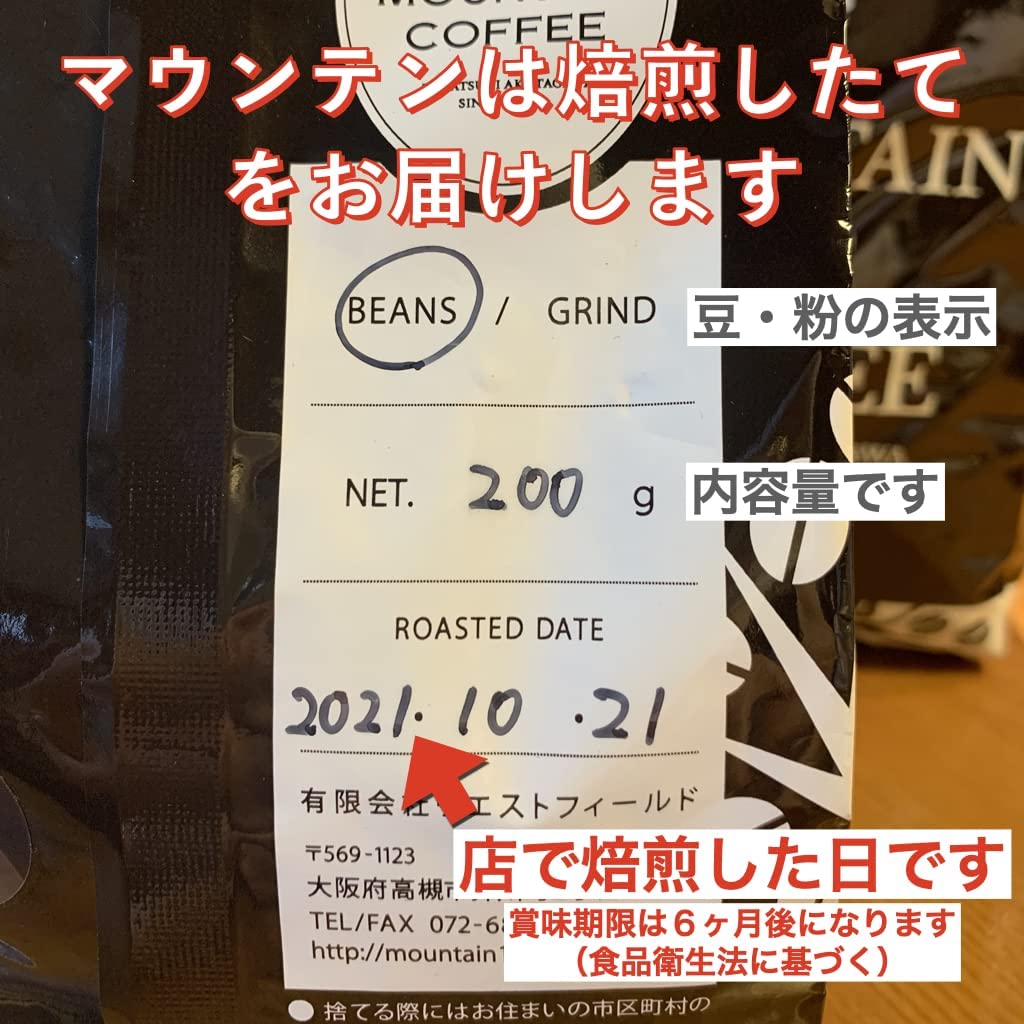 COFFEE
マウンテンは焙煎したて
をお届けします
BEANS / GRIND
豆・粉の表示
NET. 200 g
内容量です
ROASTED DATE
2021.10.21
店で焙煎した日です
賞味期限は6ヶ月後になります
（食品衛生法に基づく）
有限会社 エストフィールド
〒569-1123
大阪府高槻市
TEL/FAX 072-68
http://mountain
●捨てる際にはお住まいの市区町村の